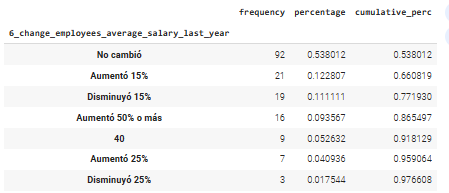 frequency percentage cumulative_perc
6_change_employees_average_salary_last_year
No cambió 92 0.538012 0.538012
Aumentó 15% 21 0.122807 0.660819
Disminuyó 15% 19 0.111111 0.771930
Aumentó 50% o más 16 0.093567 0.865497
40 9 0.052632 0.918129
Aumentó 25% 7 0.040936 0.959064
Disminuyó 25% 3 0.017544 0.976608